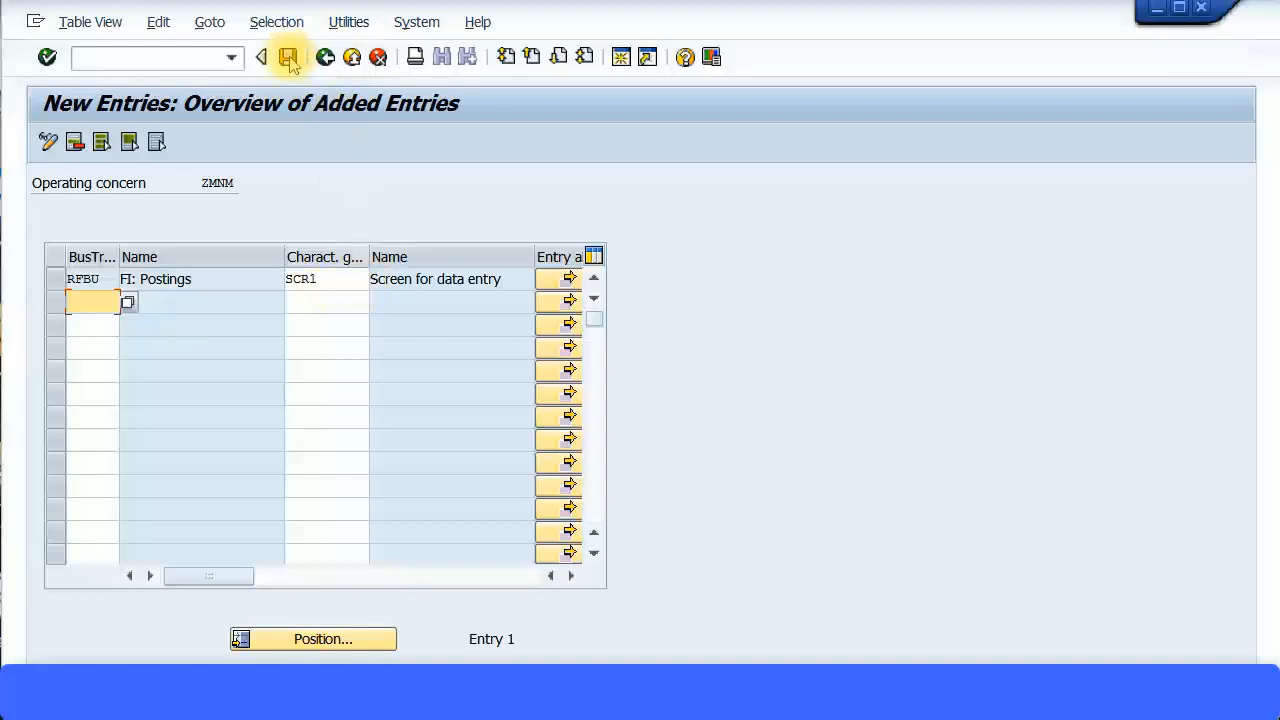 Table View Edit Goto Selection Utilities System Help
New Entries: Overview of Added Entries
Operating concern ZMNM
BusTr... Name Charact. g... Name Entry a
RFBU FI: Postings SCR1 Screen for data entry
Position... Entry 1